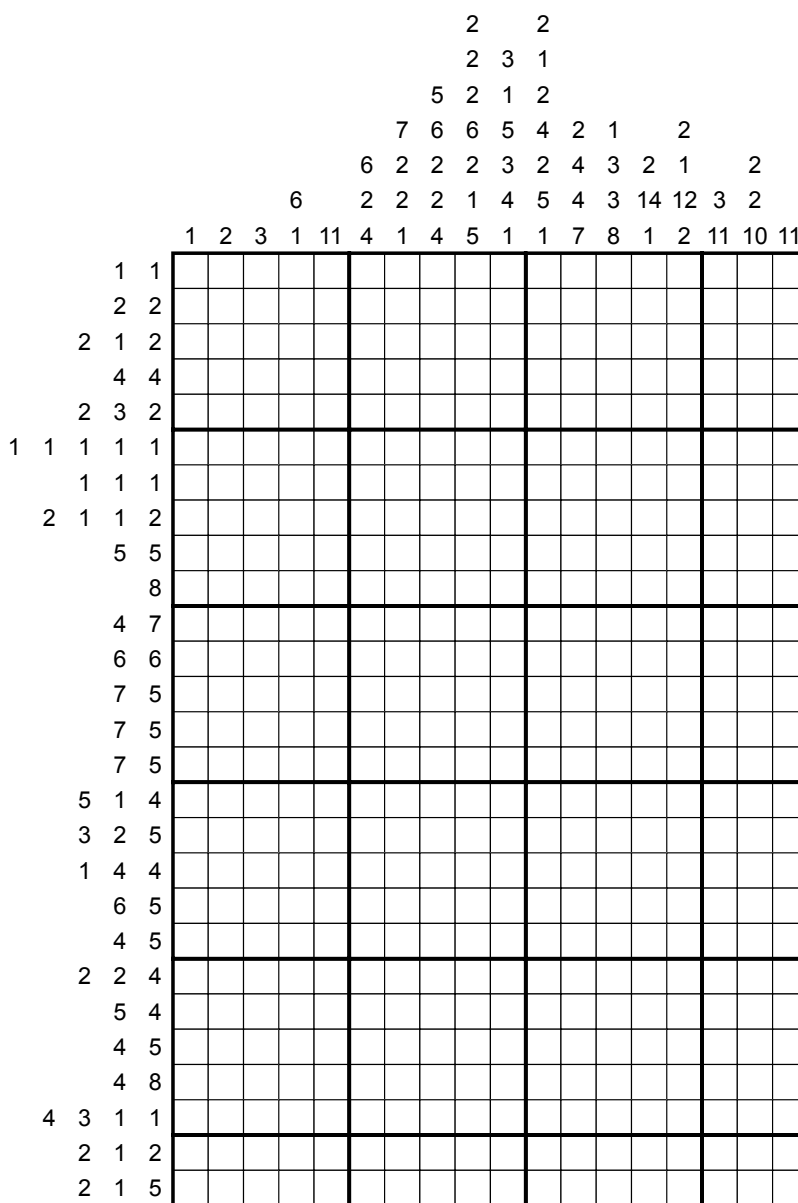 2 2
2 3 1
5 2 1 2
7 6 6 5 4 2 1 2
6 2 2 2 3 2 4 3 2 1 2
6 2 2 2 1 4 5 4 3 14 12 3 2
1 2 3 1 11 4 1 4 5 1 1 7 8 1 2 11 10 11
1 1
2 2
2 1 2
4 4
2 3 2
1 1 1 1 1
1 1 1
2 1 1 2
5 5
8
4 7
6 6
7 5
7 5
7 5
5 1 4
3 2 5
1 4 4
6 5
4 5
2 2 4
5 4
4 5
4 8
4 3 1 1
2 1 2
2 1 5